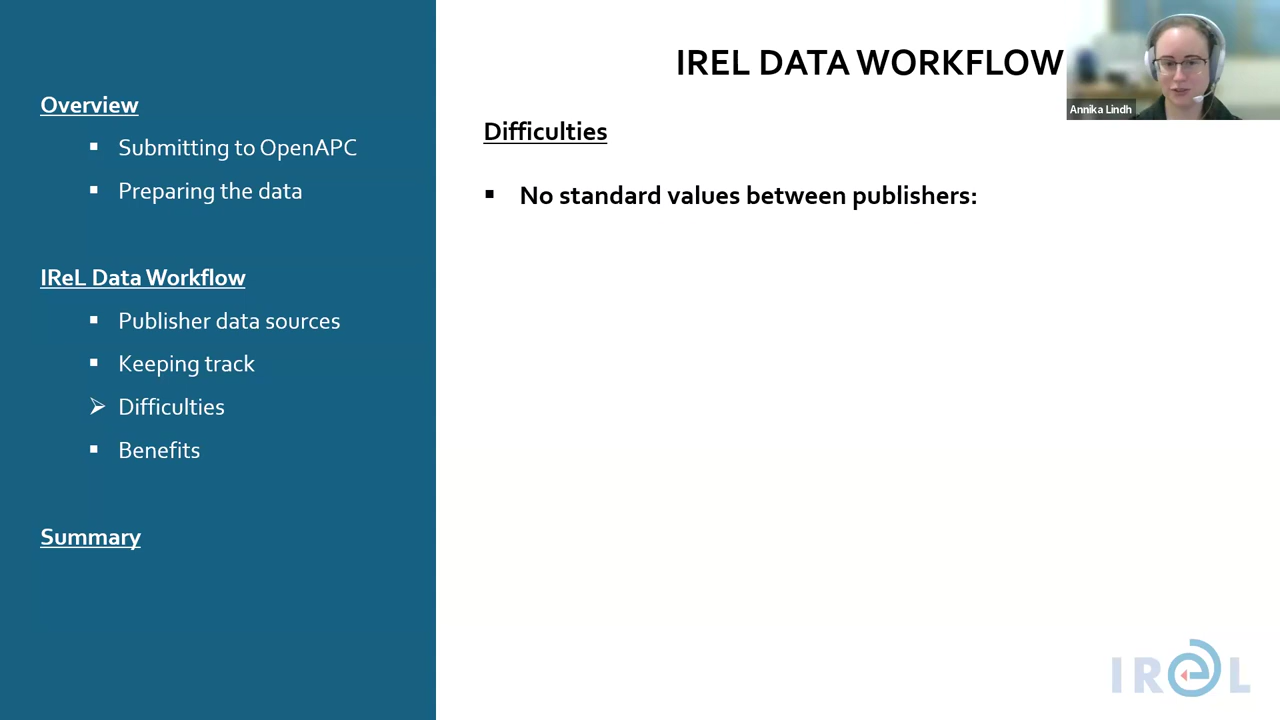 Overview
▪ Submitting to OpenAPC
▪ Preparing the data
IReL Data Workflow
▪ Publisher data sources
▪ Keeping track
➢ Difficulties
▪ Benefits
Summary
IREL DATA WORKFLOW
Difficulties
▪ No standard values between publishers:
Annika Lindh
IReL